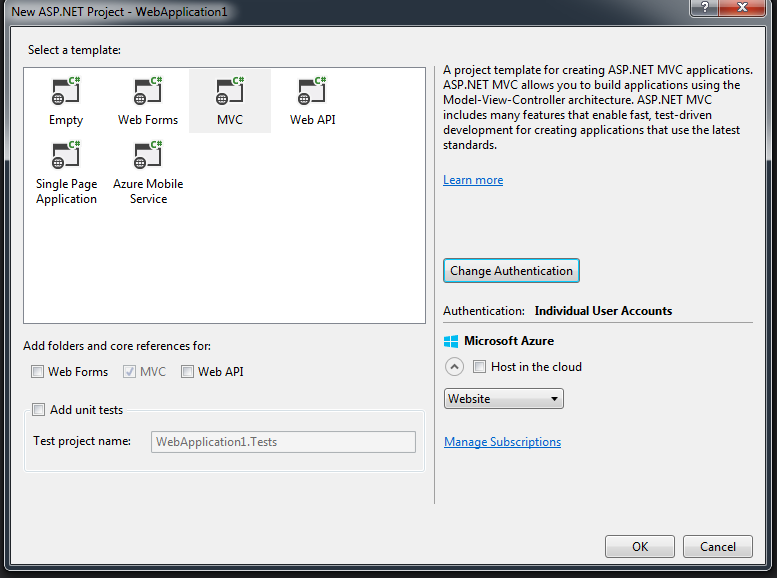 New ASP.NET Project - WebApplication1
?
Select a template:
C# C# C# C#
Empty Web Forms MVC Web API
C# C#
Single Page Azure Mobile
Application Service
Add folders and core references for:
Web Forms MVC Web API
Add unit tests
Test project name: WebApplication1.Tests
A project template for creating ASP.NET MVC applications.
ASP.NET MVC allows you to build applications using the
Model-View-Controller architecture. ASP.NET MVC
includes many features that enable fast, test-driven
development for creating applications that use the latest
standards.
Learn more
Change Authentication
Authentication: Individual User Accounts
Microsoft Azure
Host in the cloud
Website
Manage Subscriptions
OK Cancel